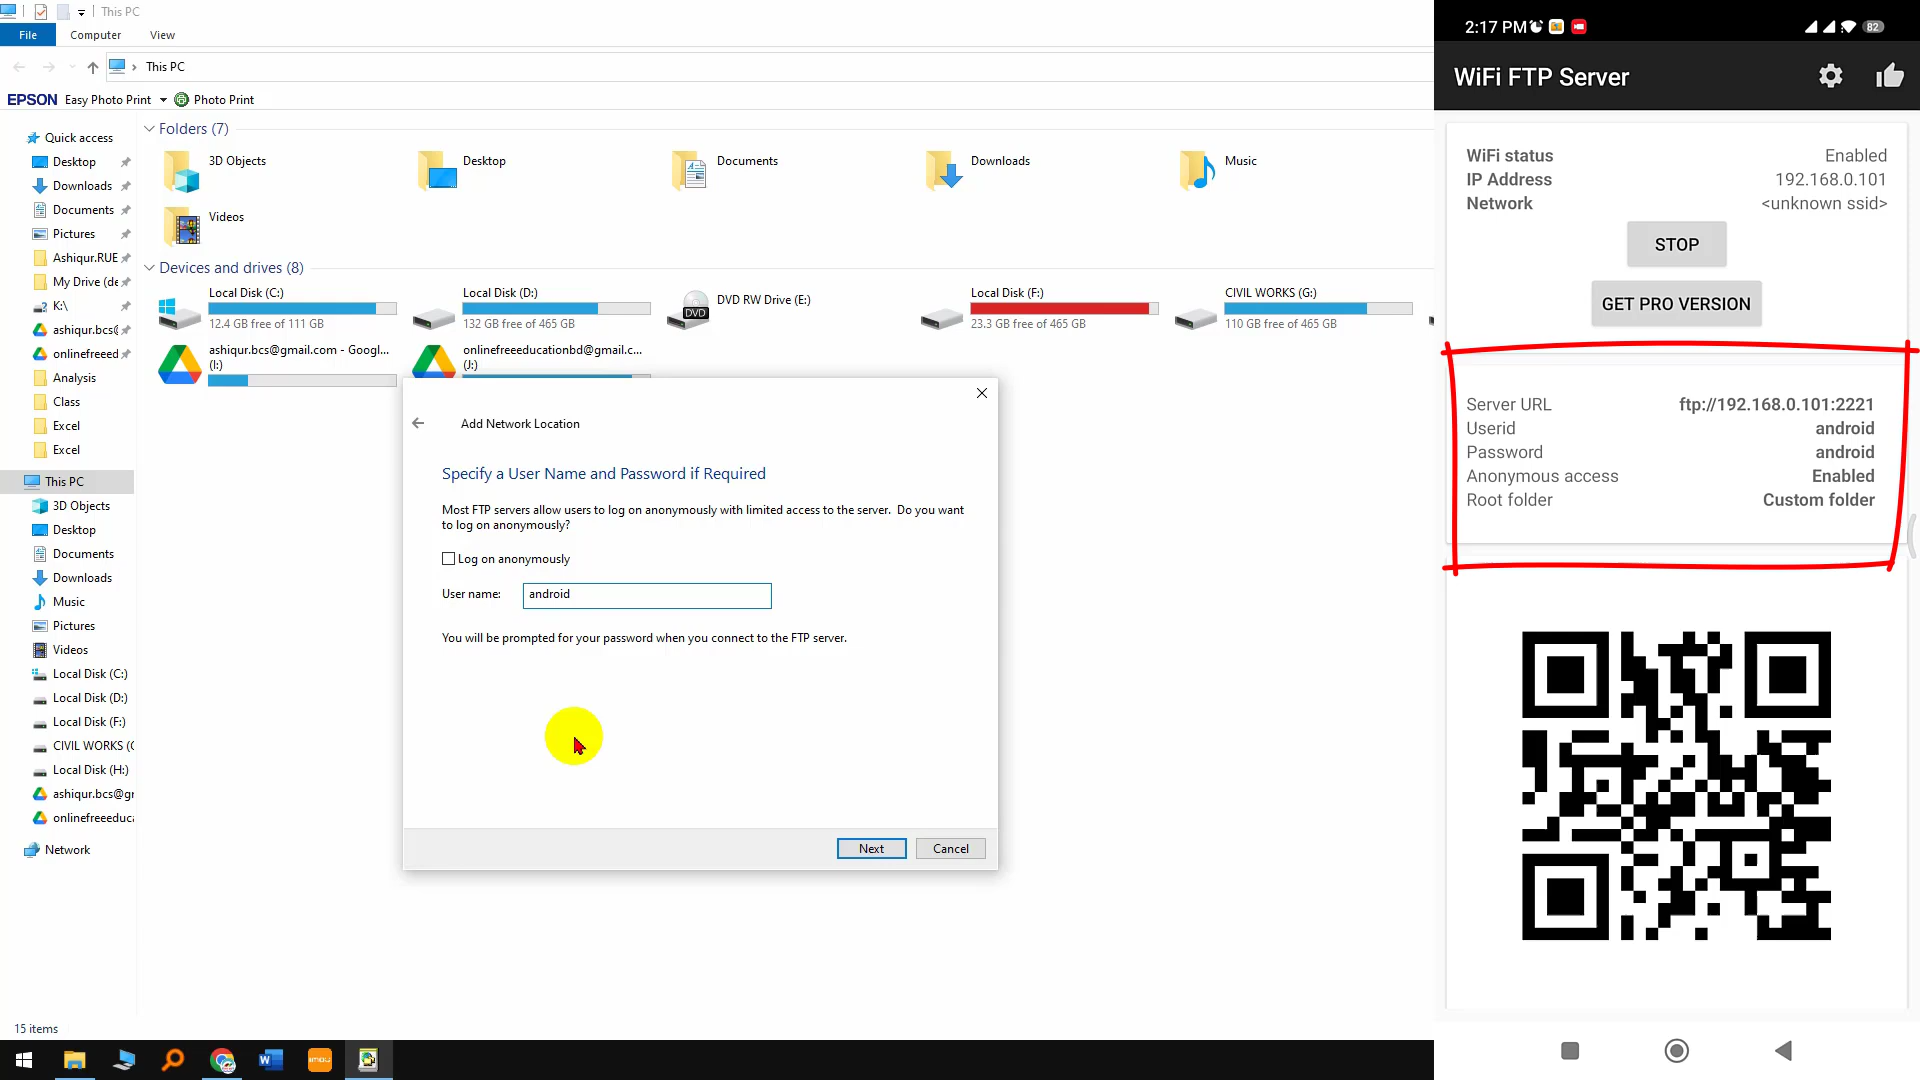 This PC
File
Computer
View
This PC
EPSON Easy Photo Print
Photo Print
Quick access
Desktop
Downloads
Documents
Pictures
Ashiqur.RUE
My Drive (de
K:\
ashiqur.bcs@
onlinefreeed
Analysis
Class
Excel
Excel
This PC
3D Objects
Desktop
Documents
Downloads
Music
Pictures
Videos
Local Disk (C:)
Local Disk (D:)
Local Disk (F:)
CIVIL WORKS (G
Local Disk (H:)
ashiqur.bcs@gr
onlinefreeduca
Network
Folders (7)
3D Objects
Desktop
Documents
Downloads
Music
Videos
Devices and drives (8)
Local Disk (C:)
12.4 GB free of 111 GB
Local Disk (D:)
132 GB free of 465 GB
DVD RW Drive (E:)
DVD
Local Disk (F:)
23.3 GB free of 465 GB
CIVIL WORKS (G:)
110 GB free of 465 GB
ashiqur.bcs@gmail.com - Googl...
(I:)
onlinefreeeducationbd@gmail.c...
(J:)
Add Network Location
Specify a User Name and Password if Required
Most FTP servers allow users to log on anonymously with limited access to the server.  Do you want
to log on anonymously?
Log on anonymously
User name:
android
You will be prompted for your password when you connect to the FTP server.
Next
Cancel
15 items
imou
2:17 PM
82
WiFi FTP Server
WiFi status Enabled
IP Address 192.168.0.101
Network <unknown ssid>
STOP
GET PRO VERSION
Server URL ftp://192.168.0.101:2221
Userid android
Password android
Anonymous access Enabled
Root folder Custom folder